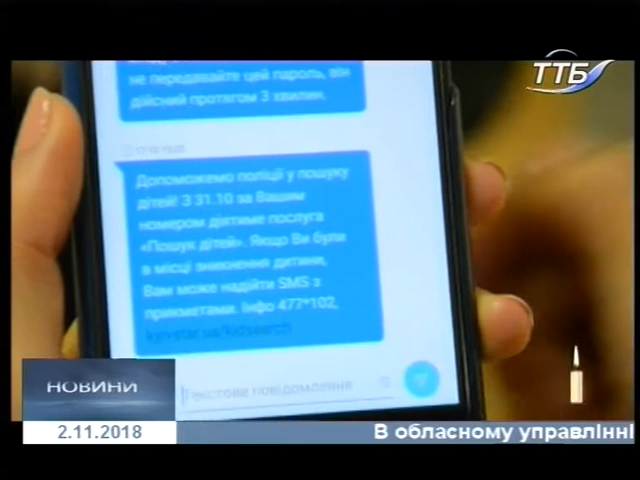 ТТБ
не передавайте цей пароль, він
дійсний протягом 3 хвилин.
Допоможемо поліції у пошуку
дітей! З 31.10 за Вашим
номером діятиме послуга
«Пошук дітей». Якщо Ви були
в місці зникнення дитини,
Вам може надійти SMS з
прикметами. Інфо 477*102,
kyivstar.ua/kidsearch
Текстове повідомлення
НОВИНИ
2.11.2018
В обласному управлінні